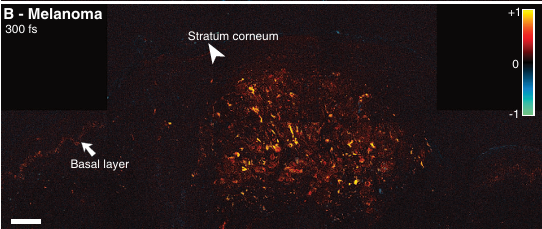 B - Melanoma
300 fs
Stratum corneum
Basal layer
+1
0
-1